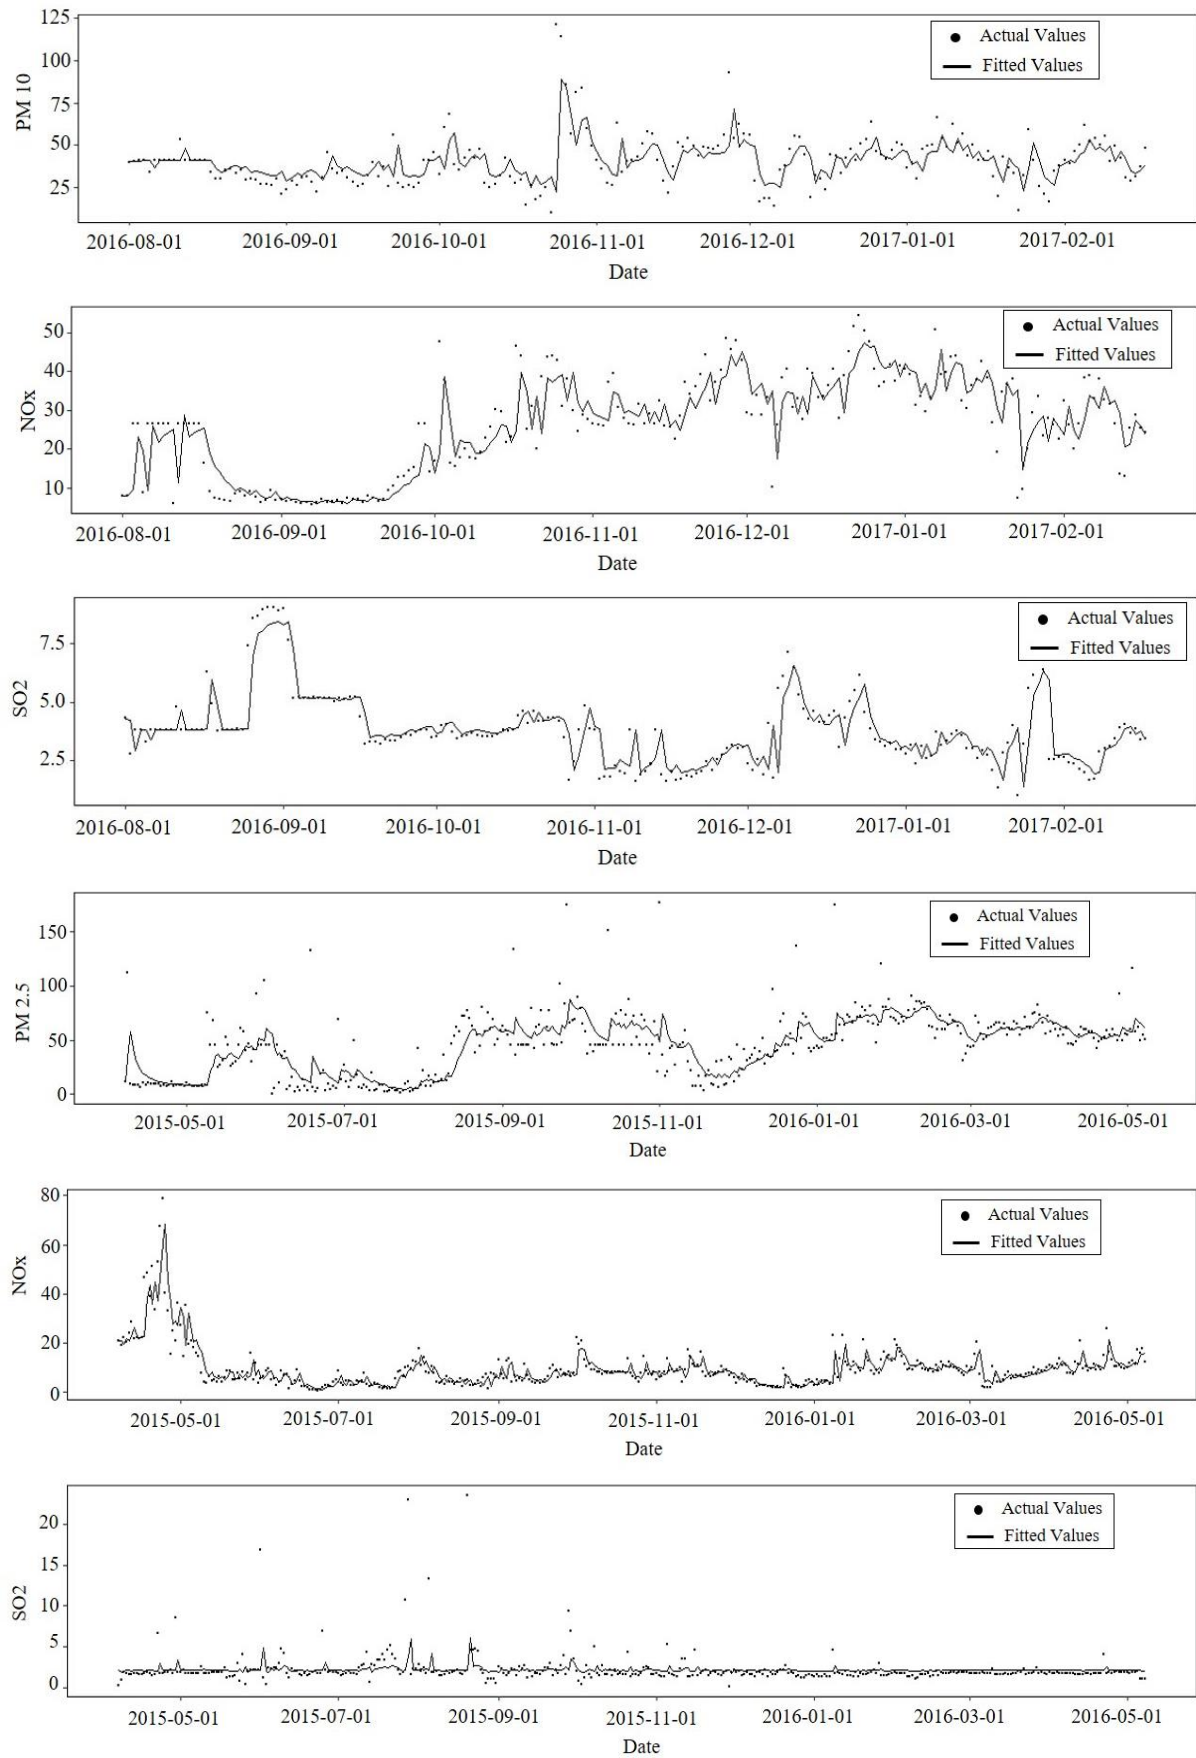 125
100
75
50
25
PM 10
Actual Values
Fitted Values
2016-08-01 2016-09-01 2016-10-01 2016-11-01 2016-12-01 2017-01-01 2017-02-01
Date
50
40
30
20
10
NOx
Actual Values
Fitted Values
2016-08-01 2016-09-01 2016-10-01 2016-11-01 2016-12-01 2017-01-01 2017-02-01
Date
7.5
5.0
2.5
SO2
Actual Values
Fitted Values
2016-08-01 2016-09-01 2016-10-01 2016-11-01 2016-12-01 2017-01-01 2017-02-01
Date
150
100
50
0
PM 2.5
Actual Values
Fitted Values
2015-05-01 2015-07-01 2015-09-01 2015-11-01 2016-01-01 2016-03-01 2016-05-01
Date
80
60
40
20
0
NOx
Actual Values
Fitted Values
2015-05-01 2015-07-01 2015-09-01 2015-11-01 2016-01-01 2016-03-01 2016-05-01
Date
20
15
10
5
0
SO2
Actual Values
Fitted Values
2015-05-01 2015-07-01 2015-09-01 2015-11-01 2016-01-01 2016-03-01 2016-05-01
Date